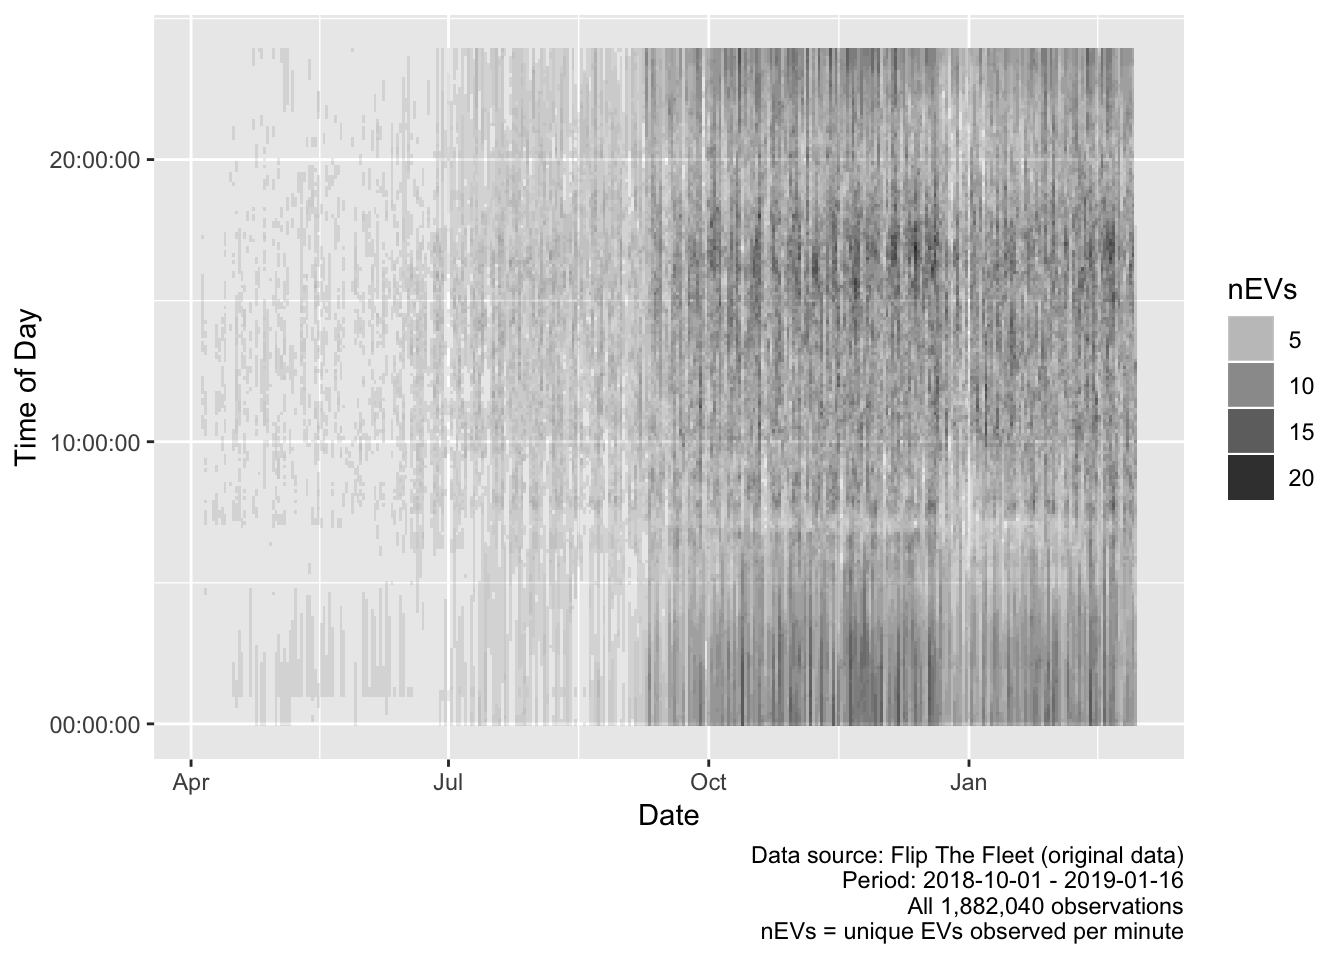 20:00:00
10:00:00
00:00:00
Time of Day
Apr
Jul
Oct
Jan
Date
nEVs
5
10
15
20
Data source: Flip The Fleet (original data)
Period: 2018-10-01 - 2019-01-16
All 1,882,040 observations
nEVs = unique EVs observed per minute